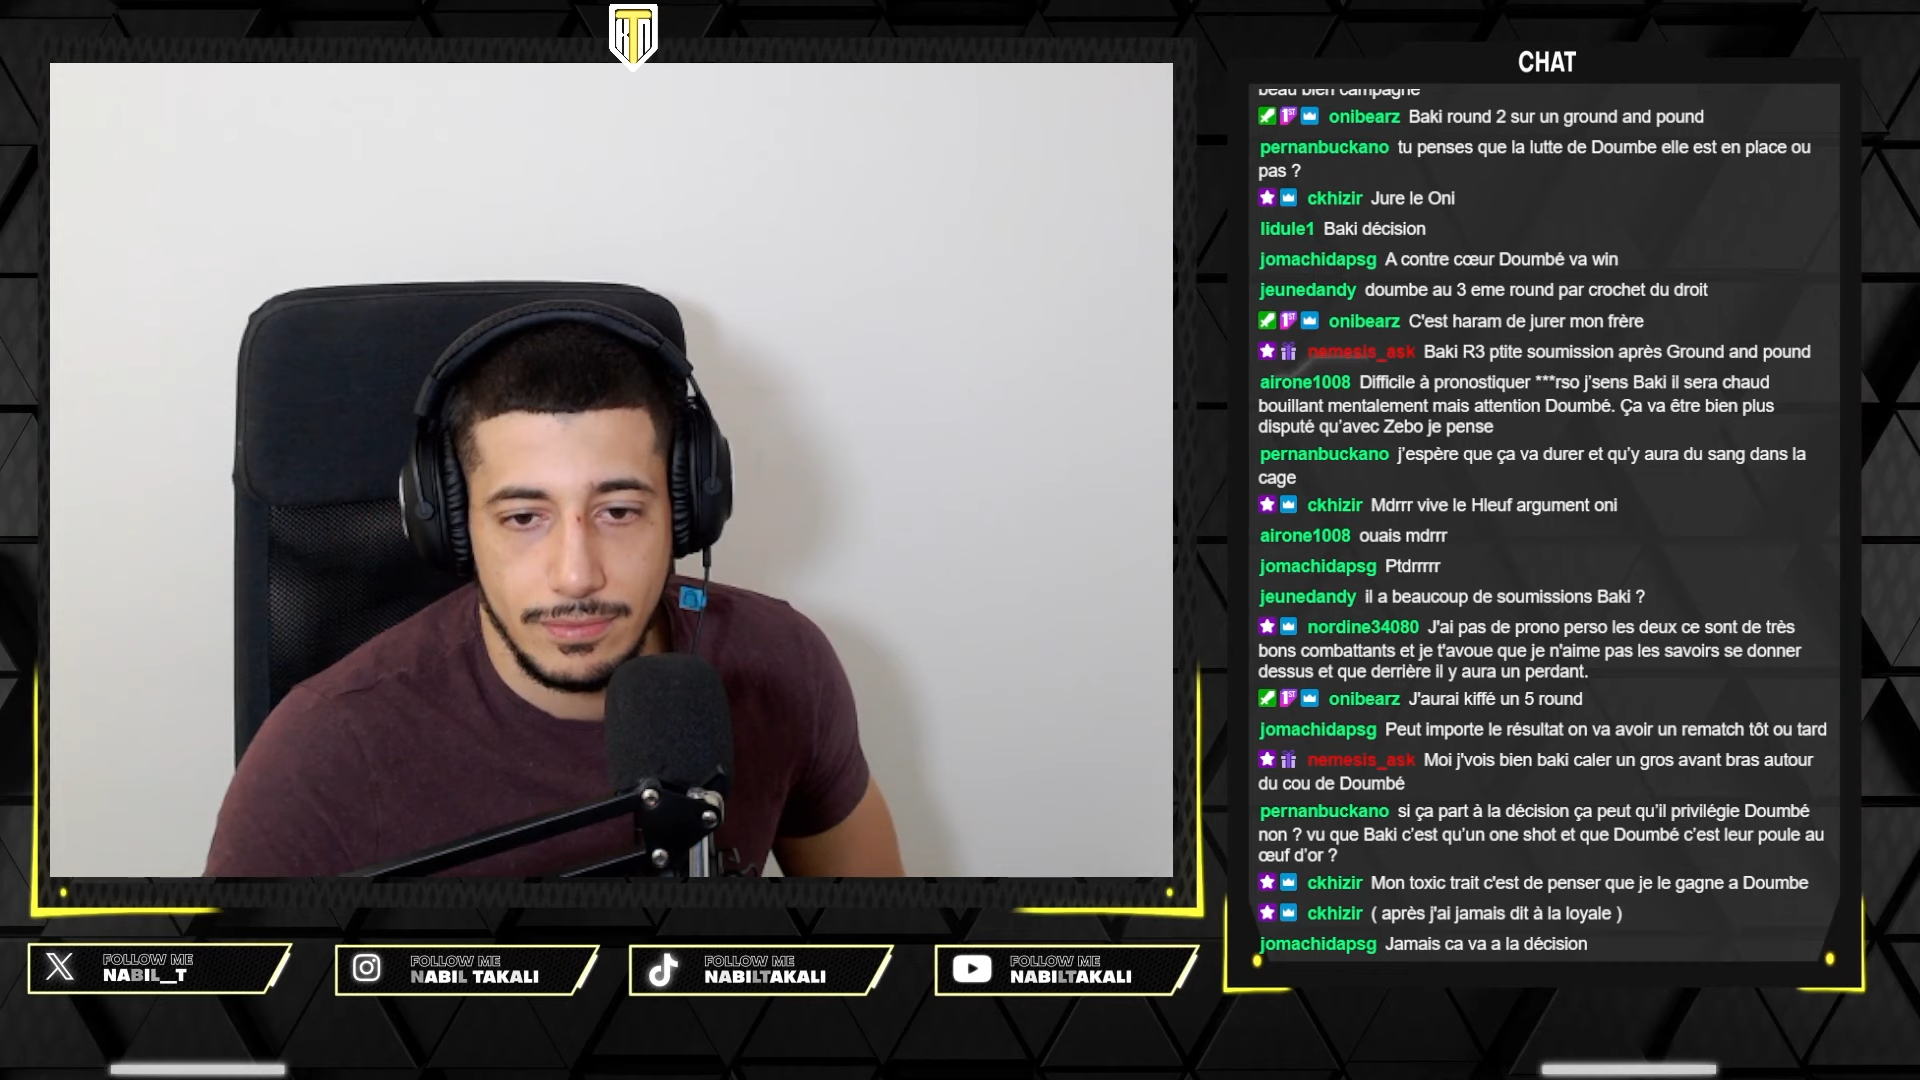 CHAT
beau bien campagne
onibearz Baki round 2 sur un ground and pound
pernanbuckano tu penses que la lutte de Doumbe elle est en place ou
pas ?
ckhizir Jure le Oni
lidule1 Baki décision
jomachidapsg A contre cœur Doumbé va win
jeunedandy doumbe au 3 eme round par crochet du droit
onibearz C'est haram de jurer mon frère
nemesis_ask Baki R3 ptite soumission après Ground and pound
airone1008 Difficile à pronostiquer ***rso j'sens Baki il sera chaud
bouillant mentalement mais attention Doumbé. Ça va être bien plus
disputé qu'avec Zebo je pense
pernanbuckano j'espère que ça va durer et qu'y aura du sang dans la
cage
ckhizir Mdrrr vive le Hleuf argument oni
airone1008 ouais mdrrr
jomachidapsg Ptdrrrrr
jeunedandy il a beaucoup de soumissions Baki ?
nordine34080 J'ai pas de prono perso les deux ce sont de très
bons combattants et je t'avoue que je n'aime pas les savoirs se donner
dessus et que derrière il y aura un perdant.
onibearz J'aurai kiffé un 5 round
jomachidapsg Peut importe le résultat on va avoir un rematch tôt ou tard
nemesis_ask Moi j'vois bien baki caler un gros avant bras autour
du cou de Doumbé
pernanbuckano si ça part à la décision ça peut qu'il privilégie Doumbé
non ? vu que Baki c'est qu'un one shot et que Doumbé c'est leur poule au
œuf d'or ?
ckhizir Mon toxic trait c'est de penser que je le gagne a Doumbe
ckhizir ( après j'ai jamais dit à la loyale )
jomachidapsg Jamais ca va a la décision
FOLLOW ME
NABIL_T
FOLLOW ME
NABIL TAKALI
FOLLOW ME
NABILTAKALI
FOLLOW ME
NABILTAKALI